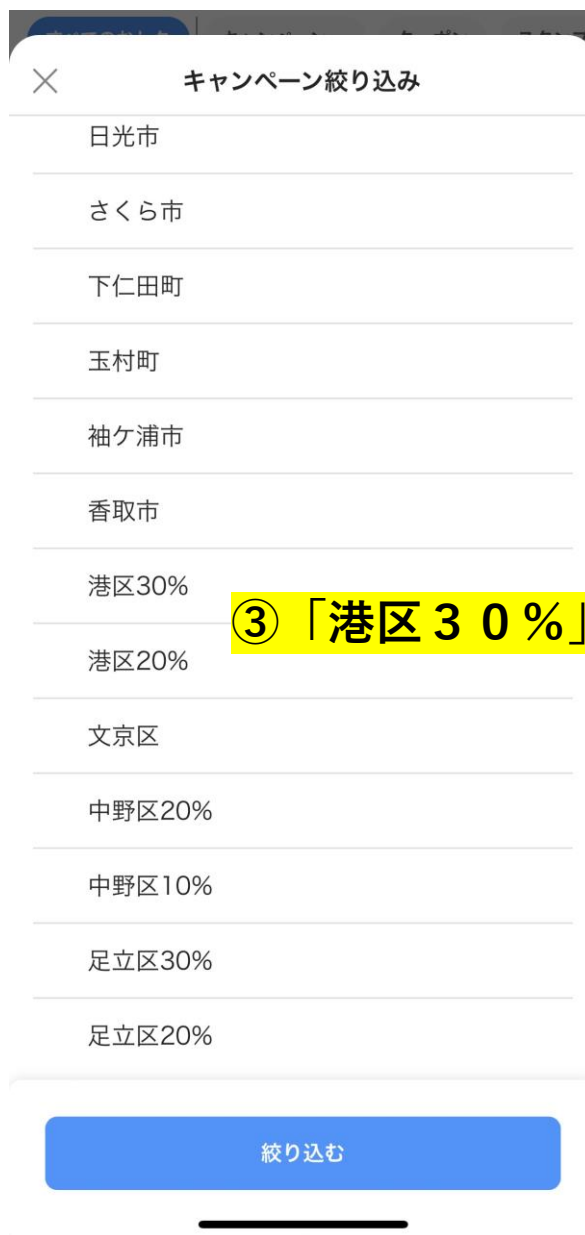 キャンペーン絞り込み
日光市
さくら市
下仁田町
玉村町
袖ケ浦市
香取市
港区30%
③「港区３０％」
港区20%
文京区
中野区20%
中野区10%
足立区30%
足立区20%
絞り込む